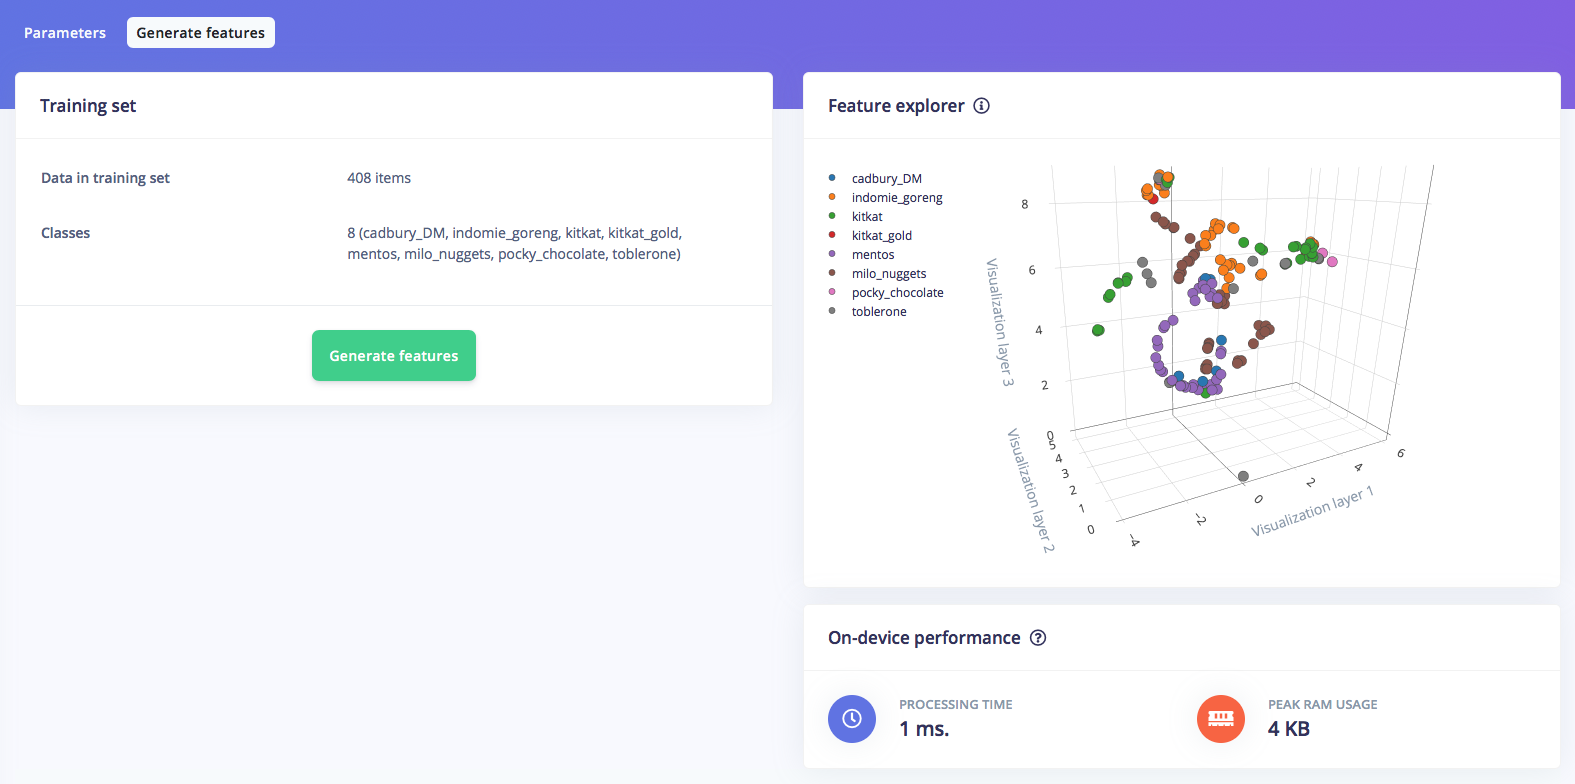 Parameters
Generate features
Training set
Data in training set
408 items
Classes
8 (cadbury_DM, indomie_goreng, kitkat, kitkat_gold,
mentos, milo_nuggets, pocky_chocolate, toblerone)
Generate features
Feature explorer
cadbury_DM
indomie_goreng
kitkat
kitkat_gold
mentos
milo_nuggets
pocky_chocolate
toblerone
Visualization layer 3
8
6
4
2
0
Visualization layer 2
5
4
3
2
1
0
Visualization layer 1
-4
-2
0
2
4
6
On-device performance
PROCESSING TIME
1 ms.
PEAK RAM USAGE
4 KB